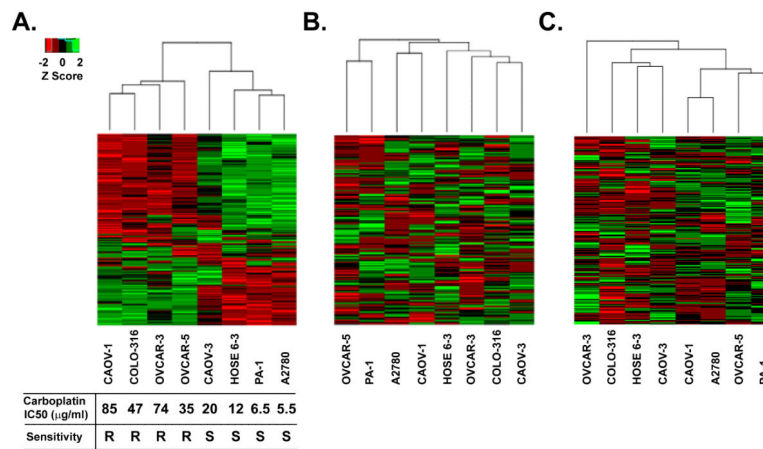 A.
B.
C.
-2 0 2
Z Score
CAOV-1 COLO-316 OVCAR-3 OVCAR-5 CAOV-3 HOSE 6-3 PA-1 A2780
OVCAR-5 PA-1 A2780 CAOV-1 HOSE 6-3 OVCAR-3 COLO-316 CAOV-3
OVCAR-3 COLO-316 HOSE 6-3 CAOV-3 CAOV-1 A2780 OVCAR-5 PA-1
Carboplatin
IC50 (µg/ml) 85 47 74 35 20 12 6.5 5.5
Sensitivity R R R R S S S S